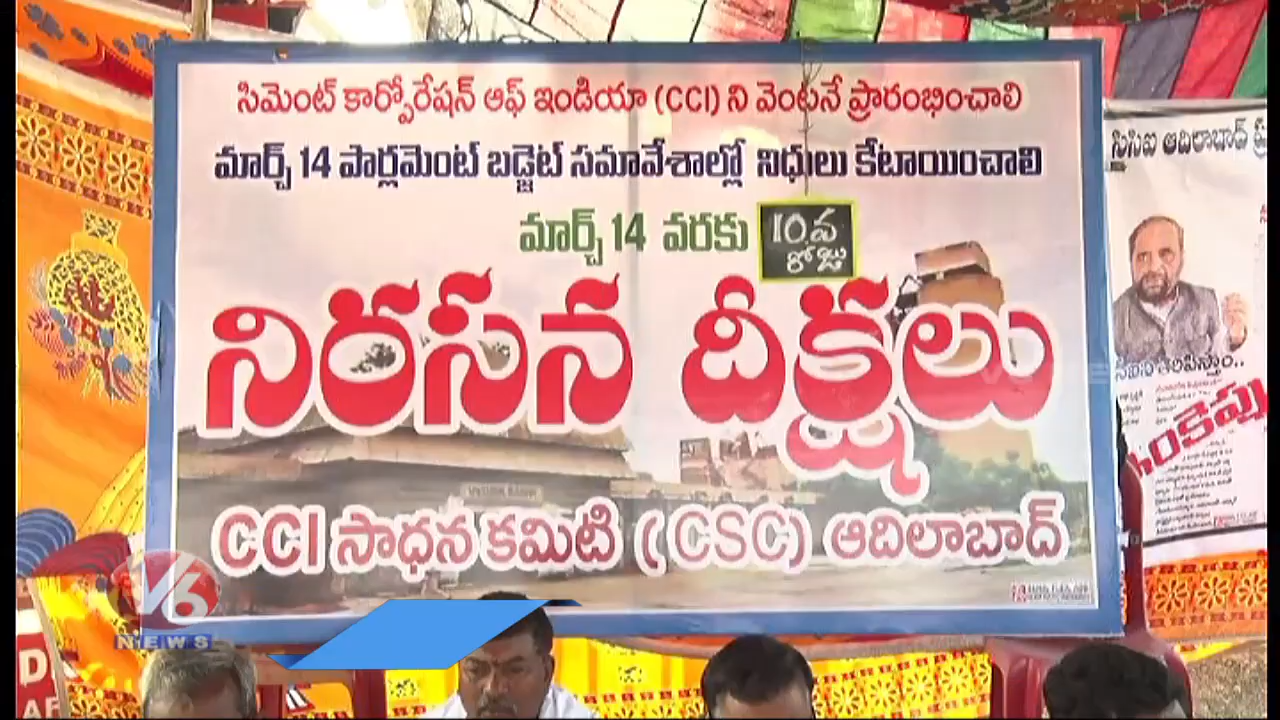 సిమెంట్ కార్పోరేషన్ ఆఫ్ ఇండియా (CCI) ని వెంటనే ప్రారంభించాలి
మార్చ్ 14 పార్లమెంట్ బడ్జెట్ సమావేశాల్లో నిధులు కేటాయించాలి
మార్చ్ 14 వరకు
10వ
రోజు
నిరసన దీక్షలు
CCI సాధన కమిటి (CSC) ఆదిలాబాద్
సిసిఐ ఆదిలాబాద్
V6
NEWS